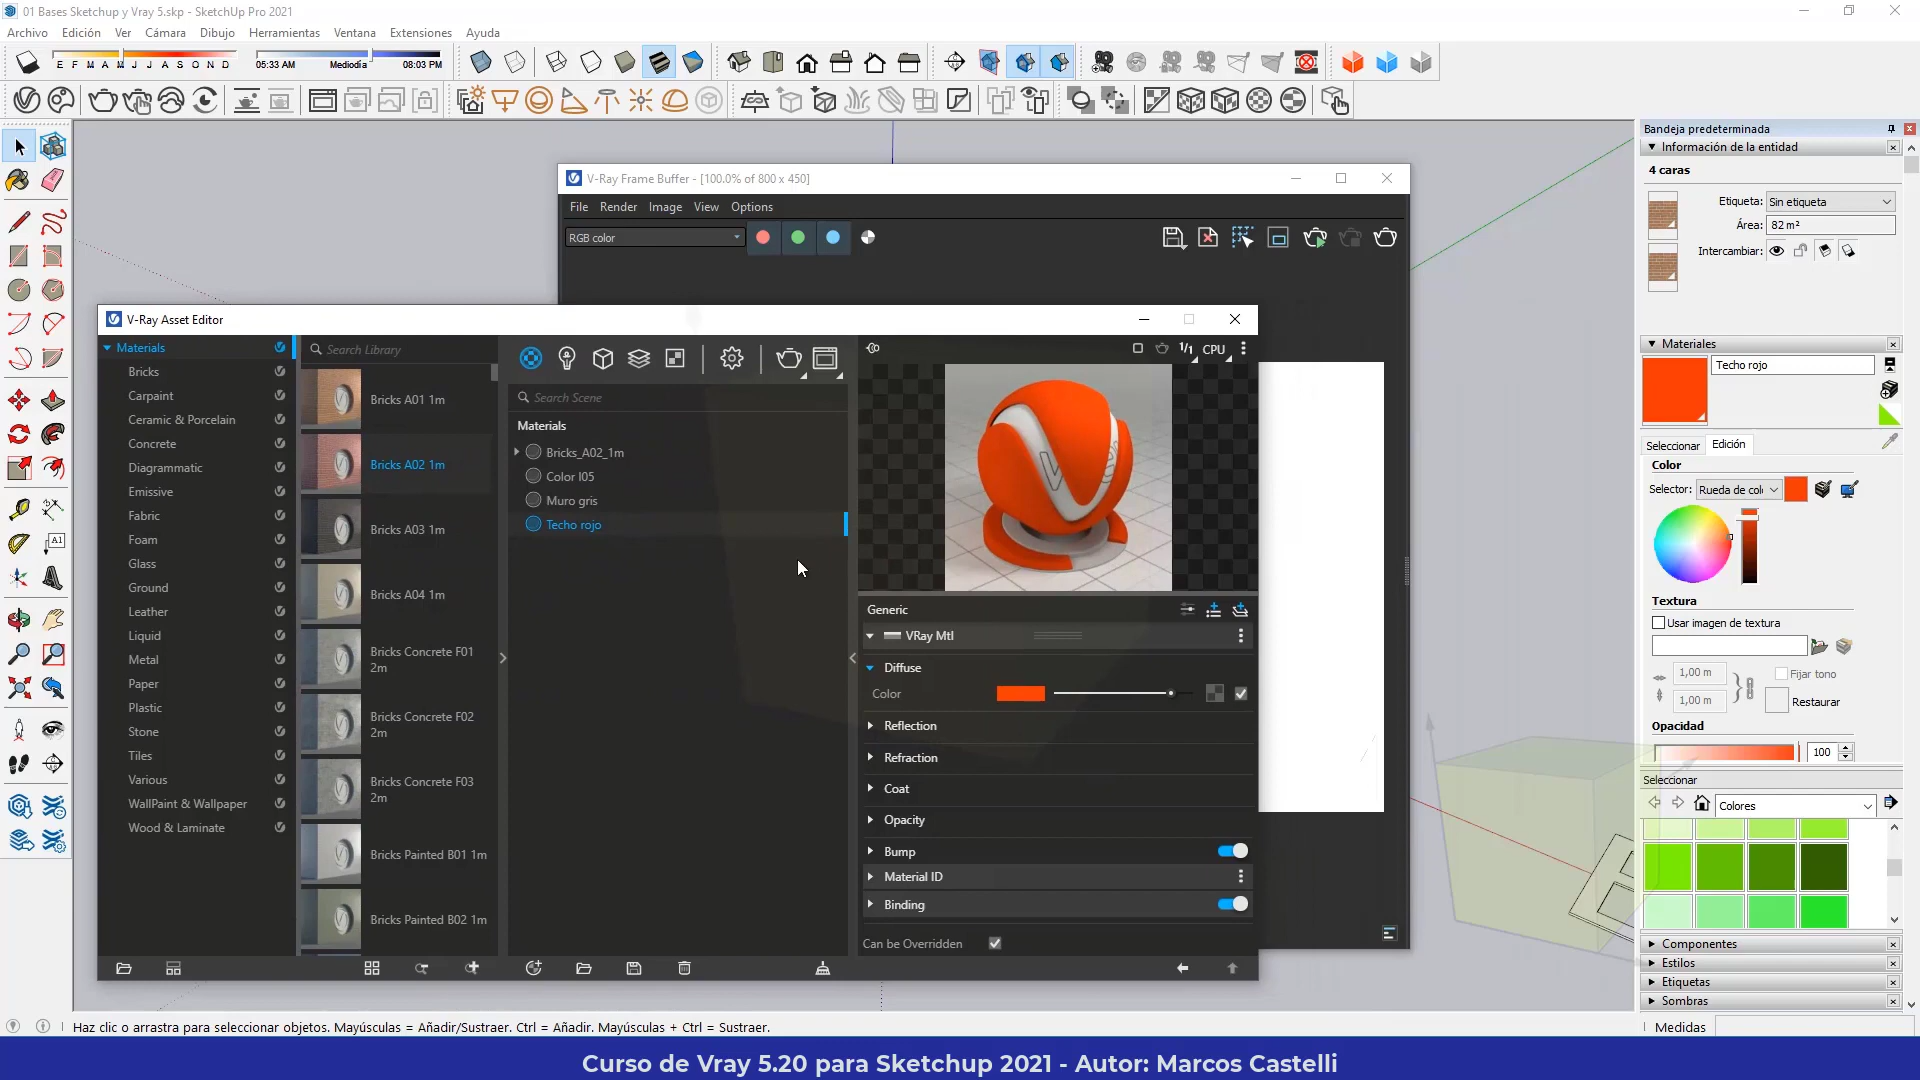 01 Bases Sketchup y Vray 5.skp - SketchUp Pro 2021
Archivo Edición Ver Cámara Dibujo Herramientas Ventana Extensiones Ayuda
E F M A M J J A S O N D 05:33 AM Mediodía 08:03 PM
Bandeja predeterminada
Información de la entidad
4 caras
Etiqueta: Sin etiqueta
Área: 82 m²
Intercambiar:
V-Ray Frame Buffer - [100.0% of 800 x 450]
File Render Image View Options
RGB color
V-Ray Asset Editor
Materials
Bricks
Carpaint
Ceramic & Porcelain
Concrete
Diagrammatic
Emissive
Fabric
Foam
Glass
Ground
Leather
Liquid
Metal
Paper
Plastic
Stone
Tiles
Various
WallPaint & Wallpaper
Wood & Laminate
Search Library
Bricks A01 1m
Bricks A02 1m
Bricks A03 1m
Bricks A04 1m
Bricks Concrete F01
2m
Bricks Concrete F02
2m
Bricks Concrete F03
2m
Bricks Painted B01 1m
Bricks Painted B02 1m
Search Scene
Materials
Bricks_A02_1m
Color I05
Muro gris
Techo rojo
1/1 CPU
Generic
VRay Mtl
Diffuse
Color
Reflection
Refraction
Coat
Opacity
Bump
Material ID
Binding
Can be Overridden
Materiales
Techo rojo
Seleccionar Edición
Color
Selector: Rueda de col
Textura
Usar imagen de textura
1,00 m Fijar tono
1,00 m Restaurar
Opacidad
100
Seleccionar
Colores
Componentes
Estilos
Etiquetas
Sombras
Haz clic o arrastra para seleccionar objetos. Mayúsculas = Añadir/Sustraer. Ctrl = Añadir. Mayúsculas + Ctrl = Sustraer.
Medidas
Curso de Vray 5.20 para Sketchup 2021 - Autor: Marcos Castelli